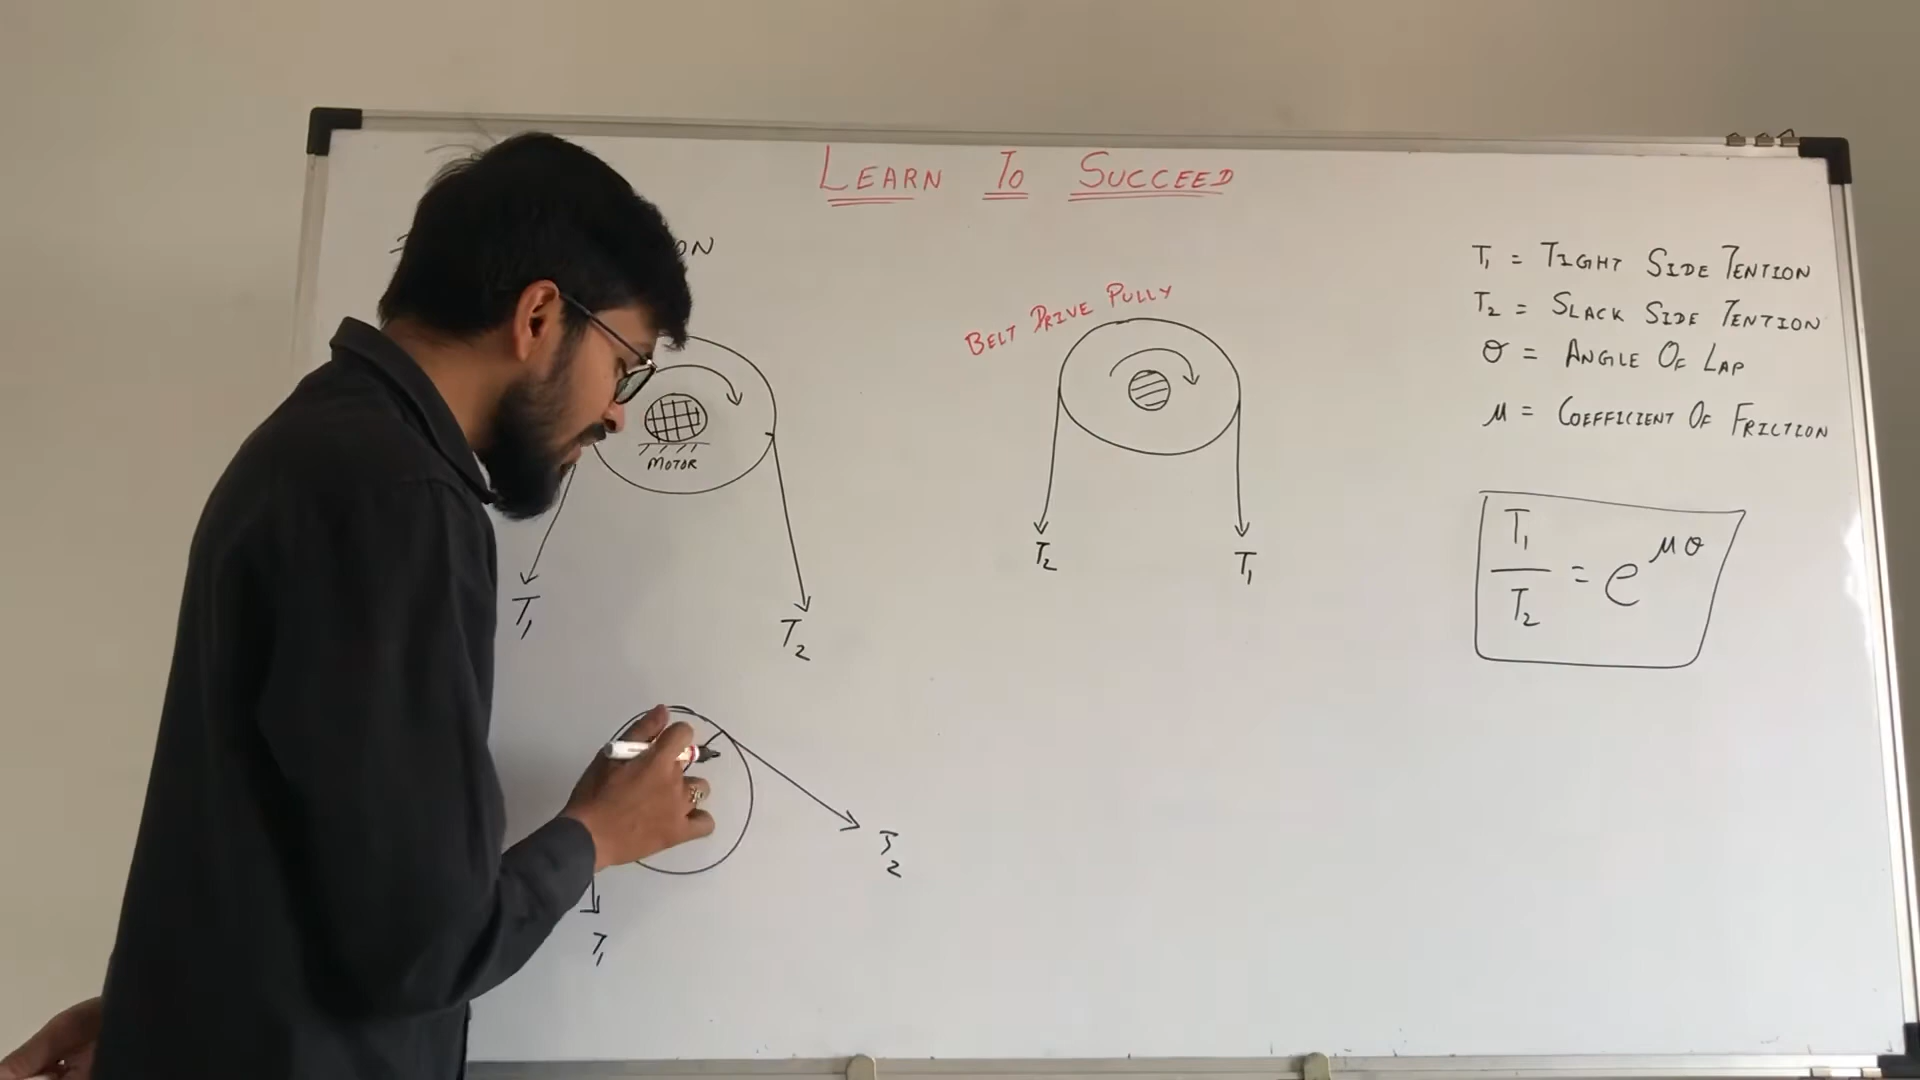 LEARN TO SUCCEED
ON
MOTOR
T1
T2
T2
T1
BELT DRIVE PULLY
T2
T1
T1 = TIGHT SIDE TENTION
T2 = SLACK SIDE TENTION
θ = ANGLE OF LAP
μ = COEFFICIENT OF FRICTION
T1
— = e^μθ
T2